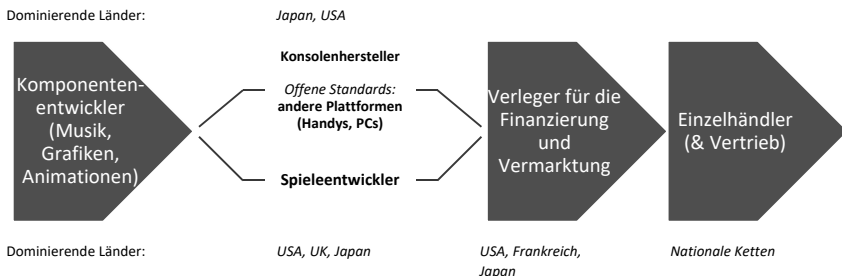 Dominierende Länder:
Japan, USA
Komponenten-
entwickler
(Musik,
Grafiken,
Animationen)
Konsolenhersteller
Offene Standards:
andere Plattformen
(Handys, PCs)
Spieleentwickler
Verleger für die
Finanzierung
und
Vermarktung
Einzelhändler
(& Vertrieb)
Dominierende Länder:
USA, UK, Japan
USA, Frankreich,
Japan
Nationale Ketten